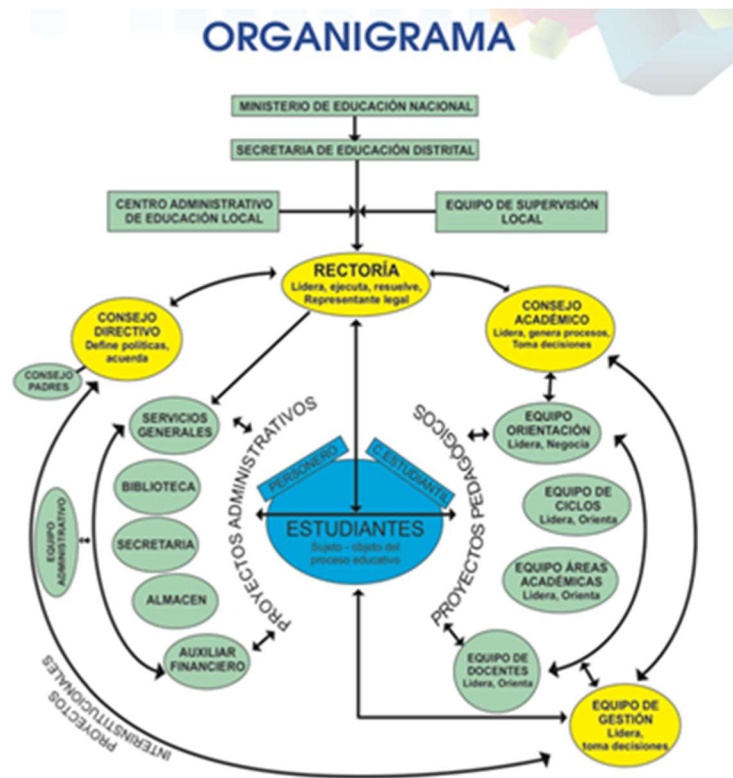 ORGANIGRAMA
MINISTERIO DE EDUCACIÓN NACIONAL
SECRETARIA DE EDUCACIÓN DISTRITAL
CENTRO ADMINISTRATIVO
DE EDUCACIÓN LOCAL
EQUIPO DE SUPERVISIÓN
LOCAL
RECTORÍA
Lidera, ejecuta, resuelve,
Representante legal
CONSEJO
DIRECTIVO
Define políticas,
acuerda
CONSEJO
ACADÉMICO
Lidera, genera procesos,
Toma decisiones
CONSEJO
PADRES
SERVICIOS
GENERALES
BIBLIOTECA
SECRETARIA
ALMACEN
AUXILIAR
FINANCIERO
EQUIPO
ADMINISTRATIVO
PROYECTOS ADMINISTRATIVOS
PERSONERO
C.ESTUDIANTIL
ESTUDIANTES
Sujeto - objeto del
proceso educativo
PROYECTOS PEDAGÓGICOS
EQUIPO
ORIENTACIÓN
Lidera, Negocia
EQUIPO DE
CICLOS
Lidera, Orienta
EQUIPO ÁREAS
ACADÉMICAS
Lidera, Orienta
EQUIPO DE
DOCENTES
Lidera, Orienta
EQUIPO DE
GESTIÓN
Lidera,
toma decisiones
PROYECTOS
INTERINSTITUCIONALES